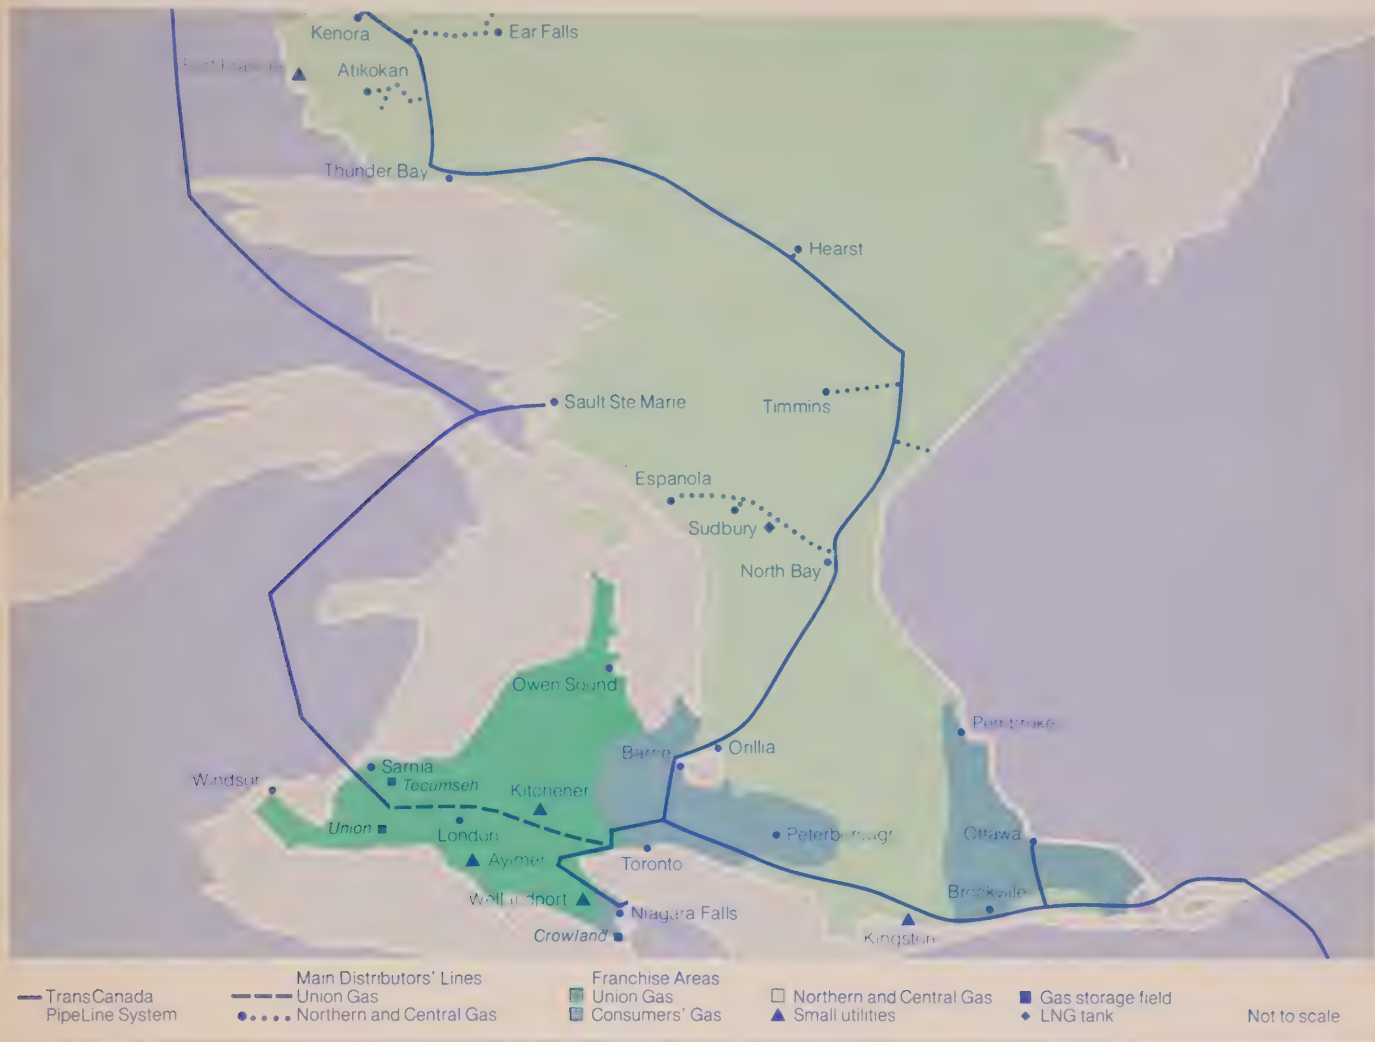 Kenora
Ear Falls
Atikokan
Thunder Bay
Hearst
Sault Ste Marie
Timmins
Espanola
Sudbury
North Bay
Owen Sound
Barrie
Orillia
Sarnia
Tecumseh
Kitchener
Windsor
Union
London
Peterborough
Ottawa
Aylmer
Toronto
Brockville
Niagara Falls
Crowland
Kingston
Main Distributors' Lines
Franchise Areas
TransCanada
PipeLine System
Union Gas
Northern and Central Gas
Union Gas
Consumers' Gas
Northern and Central Gas
Small utilities
Gas storage field
LNG tank
Not to scale